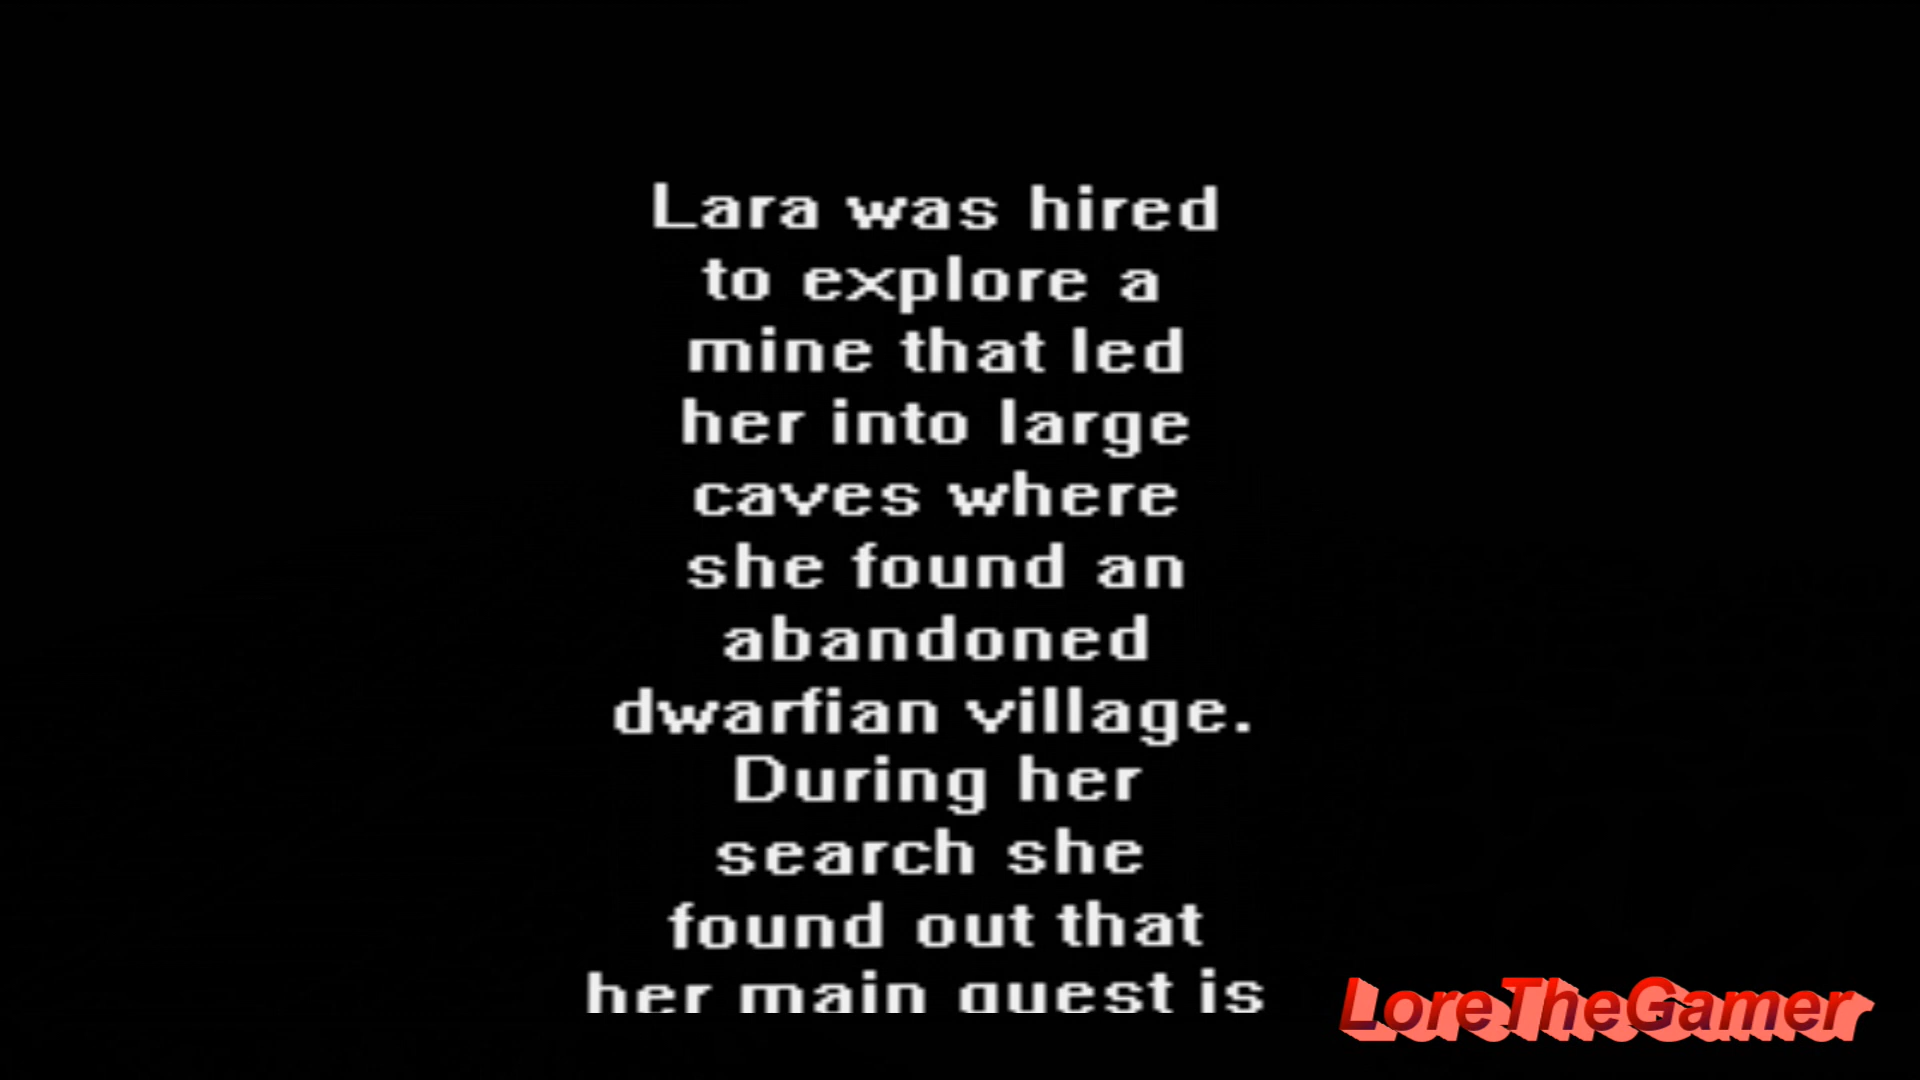 Lara was hired
to explore a
mine that led
her into large
caves where
she found an
abandoned
dwarfian village.
During her
search she
found out that
her main quest is
LoreTheGamer